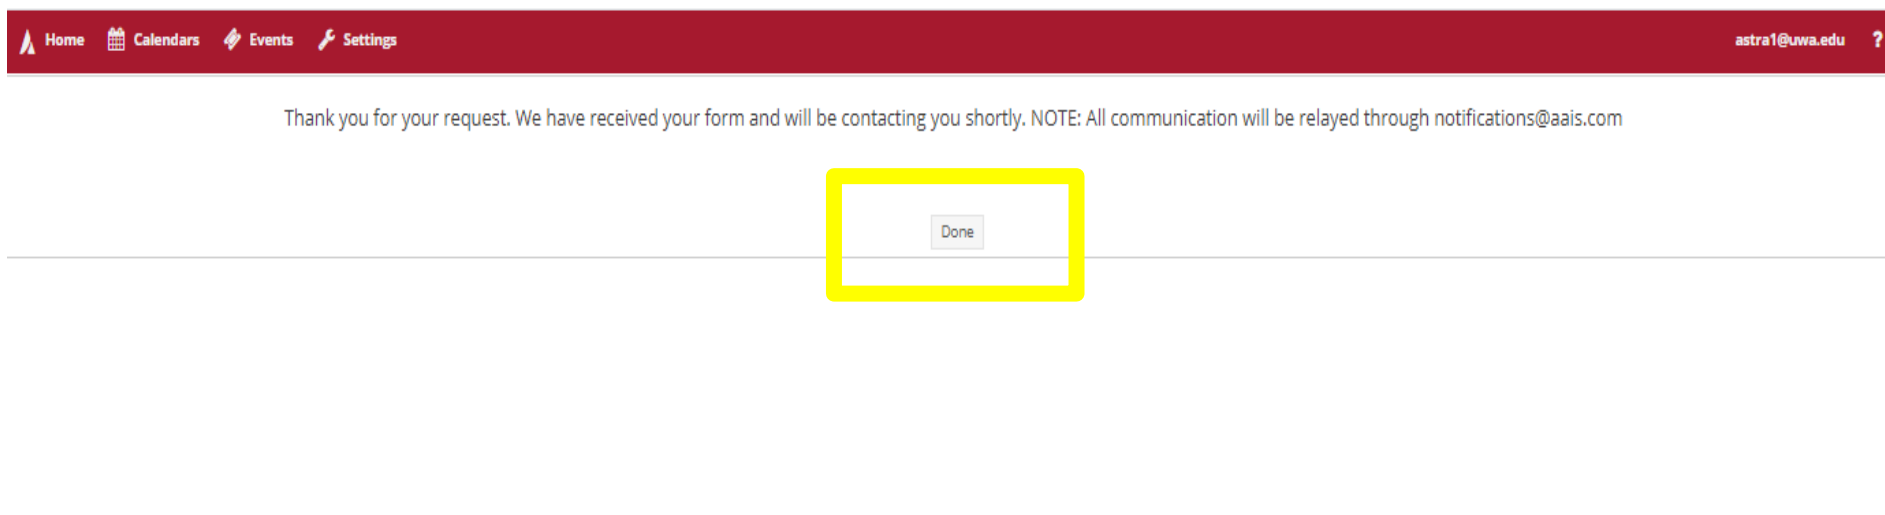 Home Calendars Events Settings astra1@uwa.edu ?
Thank you for your request. We have received your form and will be contacting you shortly. NOTE: All communication will be relayed through notifications@aais.com
Done